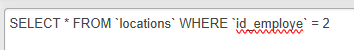 SELECT * FROM `locations` WHERE `id_employe` = 2